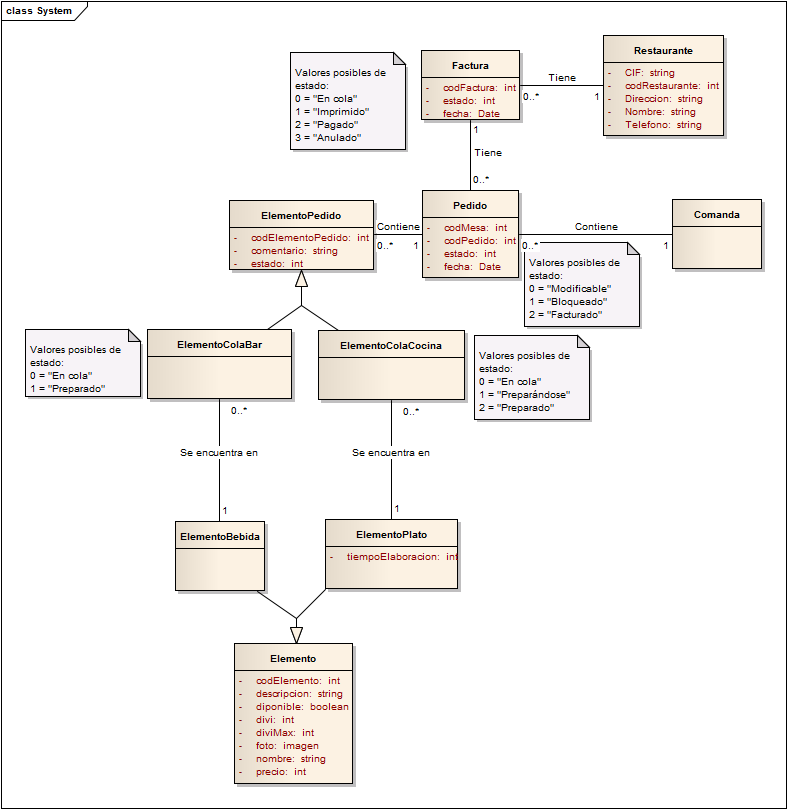 class System
Restaurante
- CIF: string
- codRestaurante: int
- Direccion: string
- Nombre: string
- Telefono: string
Factura
- codFactura: int
- estado: int
- fecha: Date
Valores posibles de
estado:
0 = "En cola"
1 = "Imprimido"
2 = "Pagado"
3 = "Anulado"
Tiene
0..*
1
1
Tiene
0..*
ElementoPedido
- codElementoPedido: int
- comentario: string
- estado: int
Contiene
0..*
1
Pedido
- codMesa: int
- codPedido: int
- estado: int
- fecha: Date
Contiene
0..*
1
Comanda
Valores posibles de
estado:
0 = "Modificable"
1 = "Bloqueado"
2 = "Facturado"
Valores posibles de
estado:
0 = "En cola"
1 = "Preparado"
ElementoColaBar
ElementoColaCocina
Valores posibles de
estado:
0 = "En cola"
1 = "Preparándose"
2 = "Preparado"
0..*
0..*
Se encuentra en
Se encuentra en
1
1
ElementoBebida
ElementoPlato
- tiempoElaboracion: int
Elemento
- codElemento: int
- descripcion: string
- diponible: boolean
- divi: int
- diviMax: int
- foto: imagen
- nombre: string
- precio: int